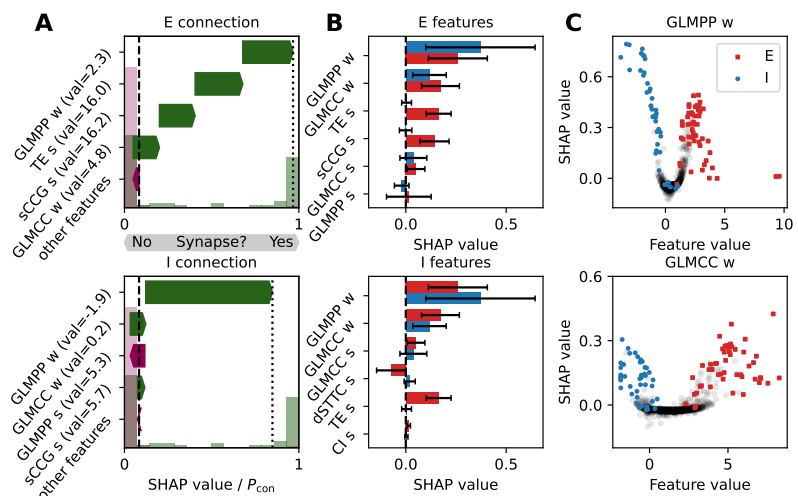 A
B
C
E connection
GLMPP w (val=2.3)
TE s (val=16.0)
sCCG s (val=16.2)
GLMCC w (val=4.8)
other features
0
1
No Synapse? Yes
E features
GLMPP w
GLMCC w
TE s
sCCG s
GLMCC s
GLMPP s
0.0
0.5
SHAP value
GLMPP w
E
I
SHAP value
0.6
0.3
0.0
0
5
10
Feature value
I connection
GLMPP w (val=-1.9)
GLMCC w (val=0.2)
GLMPP s (val=5.3)
sCCG s (val=5.7)
other features
0
1
SHAP value / Pcon
I features
GLMPP w
GLMCC w
GLMCC s
dSTTC s
TE s
CI s
0.0
0.5
SHAP value
GLMCC w
SHAP value
0.6
0.3
0.0
0
5
Feature value